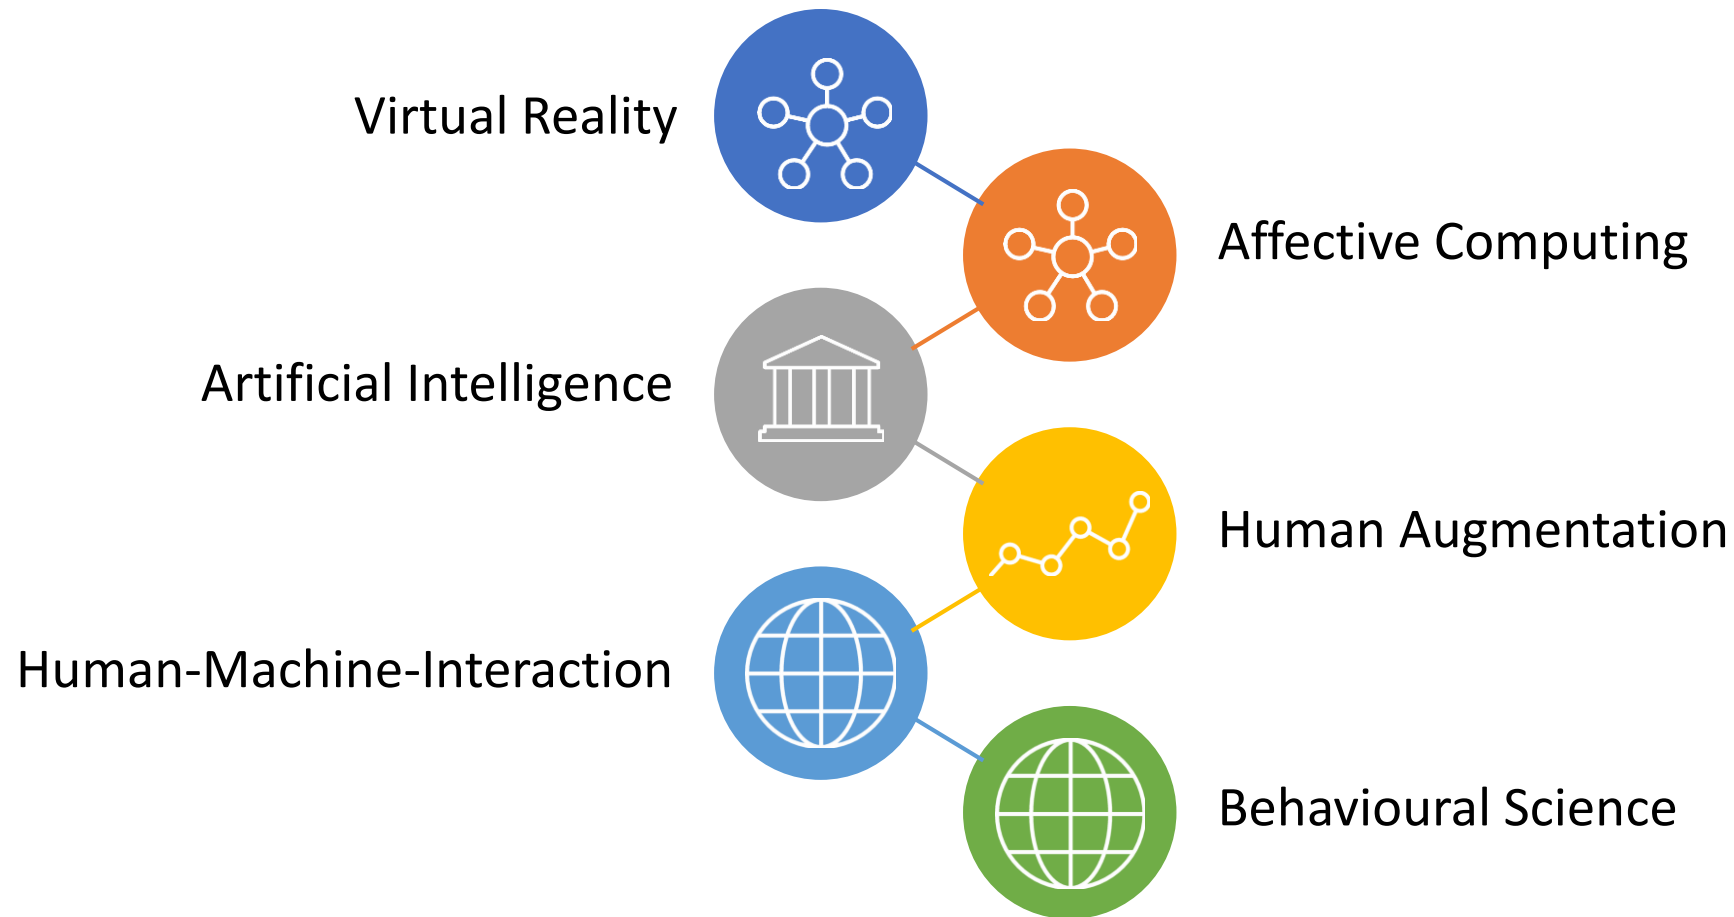 Virtual Reality
Affective Computing
Artificial Intelligence
Human Augmentation
Human-Machine-Interaction
Behavioural Science